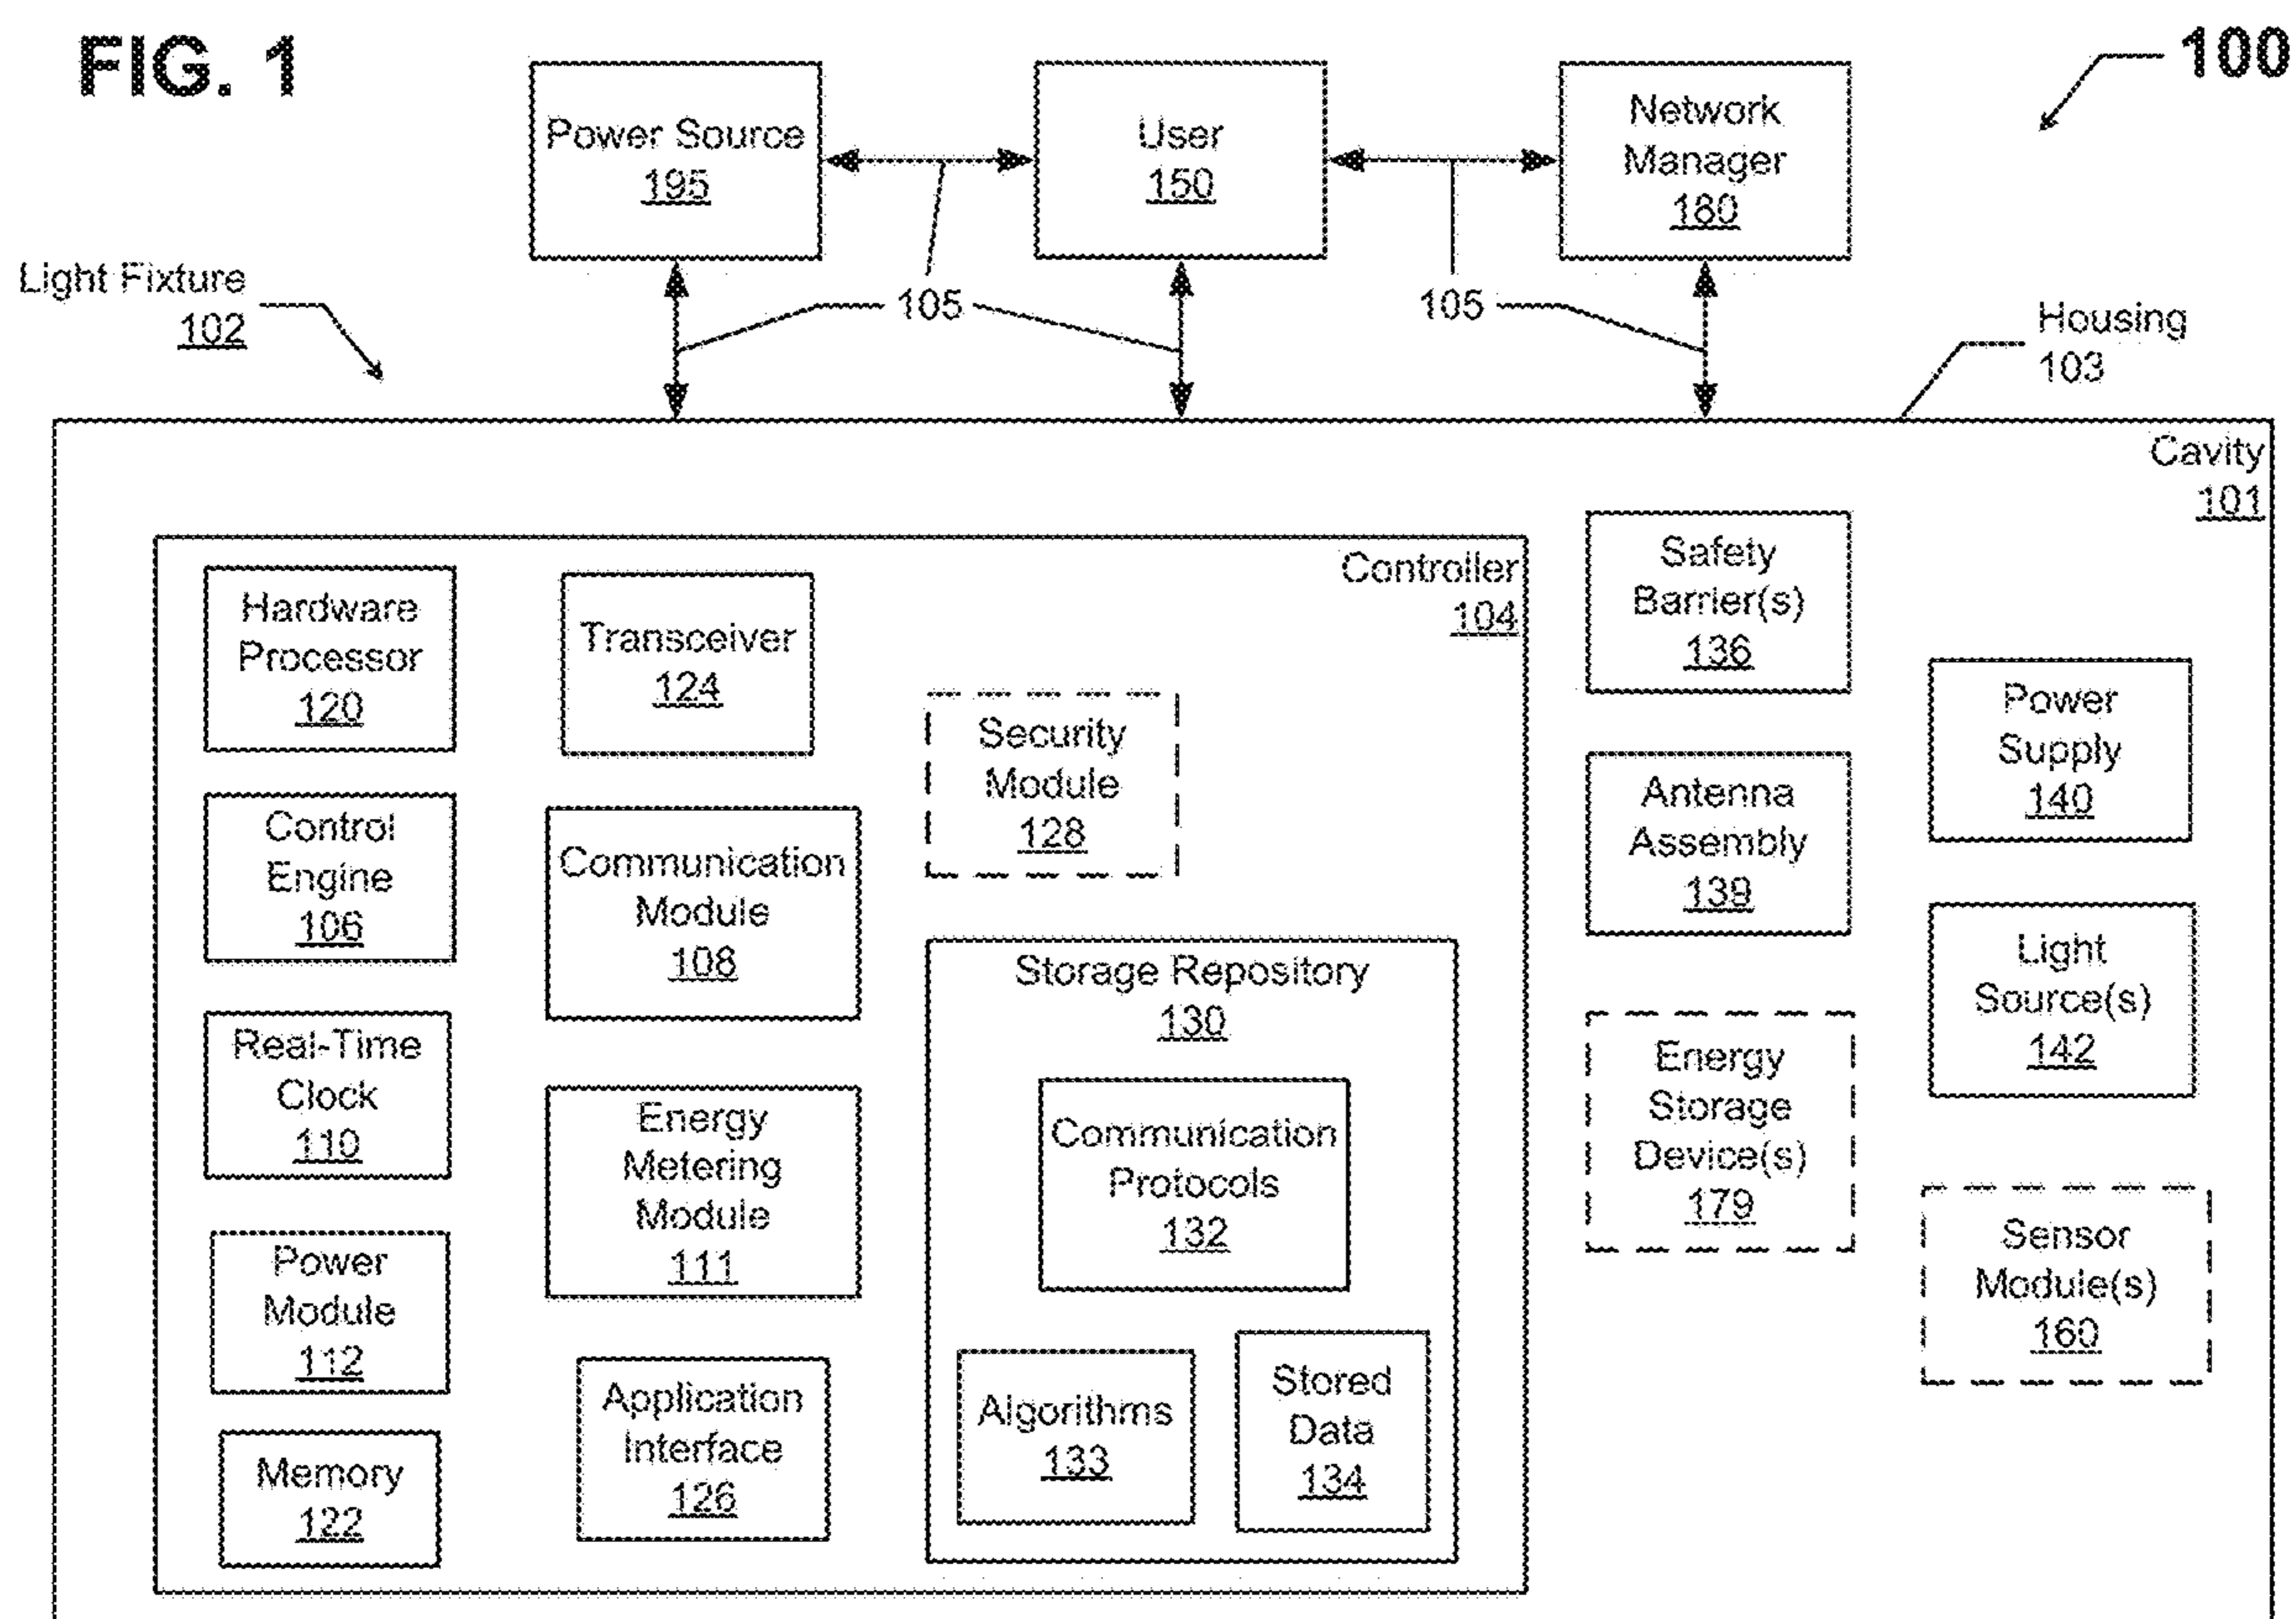 FIG. 1
100
Power Source
195
User
150
Network
Manager
180
Light Fixture
102
105
105
Housing
103
Cavity
101
Controller
104
Hardware
Processor
120
Control
Engine
106
Real-Time
Clock
110
Power
Module
112
Memory
122
Transceiver
124
Communication
Module
108
Energy
Metering
Module
111
Application
Interface
126
Security
Module
128
Storage Repository
130
Communication
Protocols
132
Algorithms
133
Stored
Data
134
Safety
Barrier(s)
136
Antenna
Assembly
139
Energy
Storage
Device(s)
179
Power
Supply
140
Light
Source(s)
142
Sensor
Module(s)
160